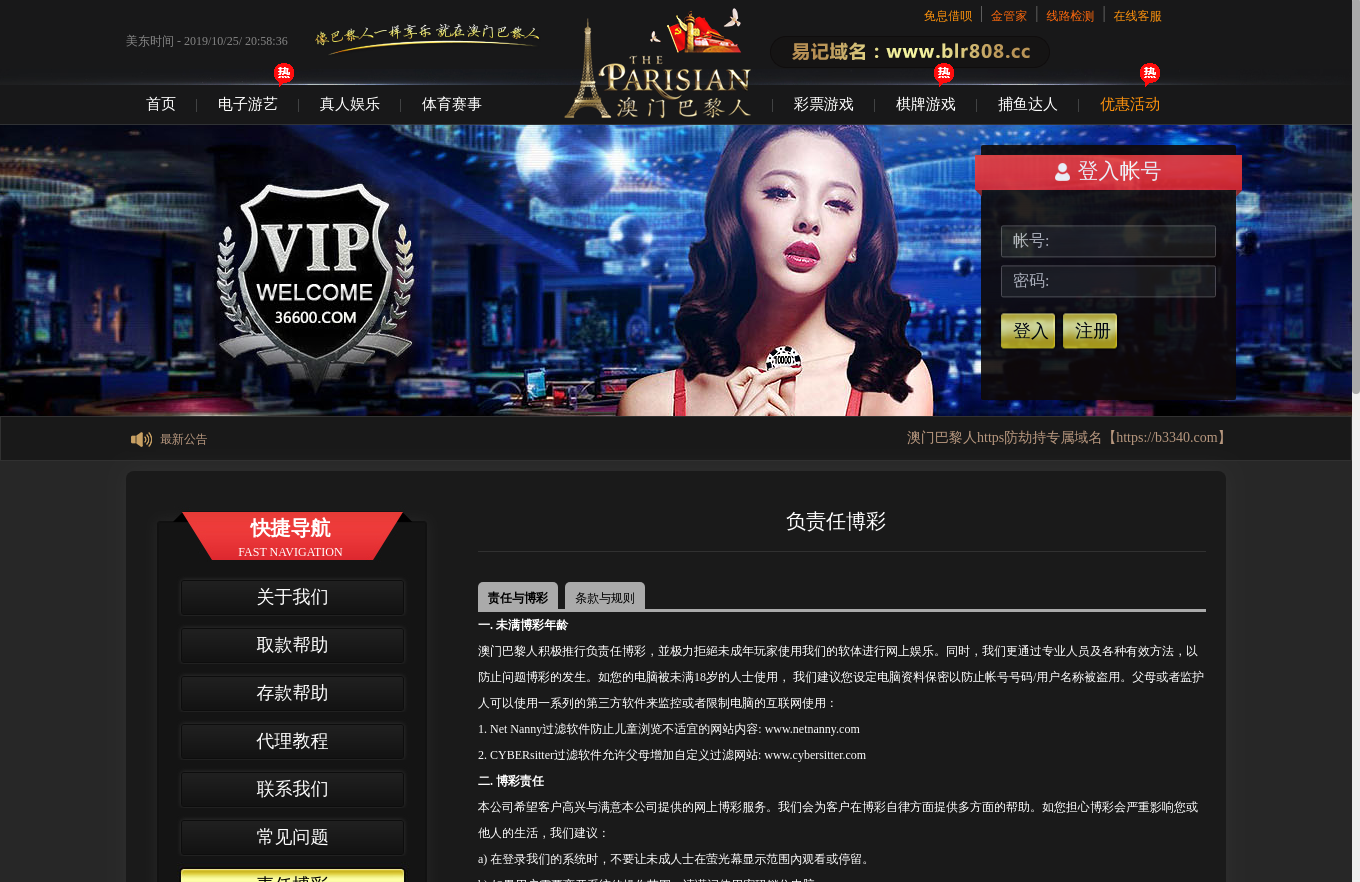 免息借呗
金管家
线路检测
在线客服
美东时间 - 2019/10/25/ 20:58:36
像巴黎人一样享乐 就在澳门巴黎人
易记域名：www.blr808.cc
THE
PARISIAN
澳门巴黎人
热
热
热
首页
电子游艺
真人娱乐
体育赛事
彩票游戏
棋牌游戏
捕鱼达人
优惠活动
VIP
WELCOME
36600.COM
10000
登入帐号
帐号:
密码:
登入
注册
最新公告
澳门巴黎人https防劫持专属域名【https://b3340.com】
快捷导航
FAST NAVIGATION
关于我们
取款帮助
存款帮助
代理教程
联系我们
常见问题
责任博彩
负责任博彩
责任与博彩
条款与规则
一. 未满博彩年龄
澳门巴黎人积极推行负责任博彩，並极力拒絕未成年玩家使用我们的软体进行网上娱乐。同时，我们更通过专业人员及各种有效方法，以
防止问题博彩的发生。如您的电脑被未满18岁的人士使用， 我们建议您设定电脑资料保密以防止帐号号码/用户名称被盗用。父母或者监护
人可以使用一系列的第三方软件来监控或者限制电脑的互联网使用：
1. Net Nanny过滤软件防止儿童浏览不适宜的网站内容: www.netnanny.com
2. CYBERsitter过滤软件允许父母增加自定义过滤网站: www.cybersitter.com
二. 博彩责任
本公司希望客户高兴与满意本公司提供的网上博彩服务。我们会为客户在博彩自律方面提供多方面的帮助。如您担心博彩会严重影响您或
他人的生活，我们建议：
a) 在登录我们的系统时，不要让未成人士在萤光幕显示范围內观看或停留。